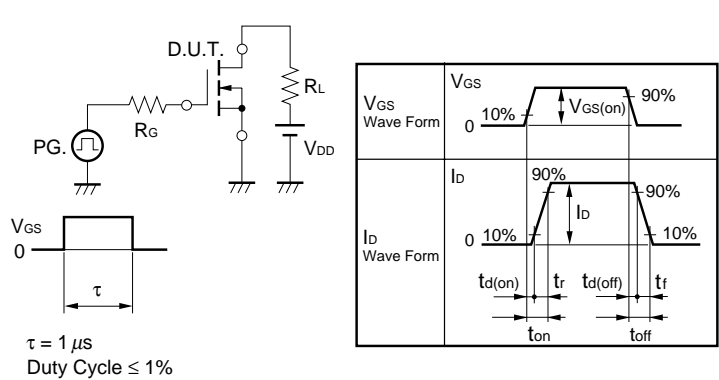 D.U.T.
RL
RG
PG.
VDD
VGS
0
τ
τ = 1 μs
Duty Cycle ≤ 1%
VGS
Wave Form
VGS
10%
0
VGS(on)
90%
ID
Wave Form
ID
90%
90%
ID
0 10%
10%
td(on)
tr
td(off)
tf
ton
toff